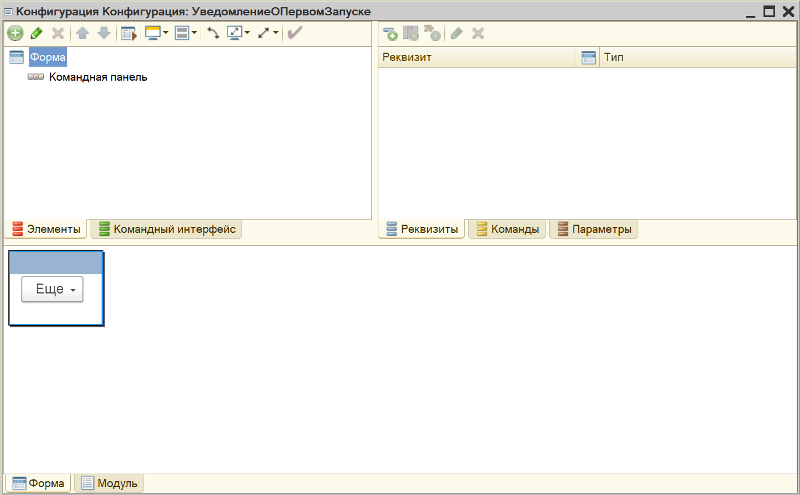 Конфигурация Конфигурация: УведомлениеОПервомЗапуске
Форма
Командная панель
Элементы
Командный интерфейс
Реквизит
Тип
Реквизиты
Команды
Параметры
Еще
Форма
Модуль